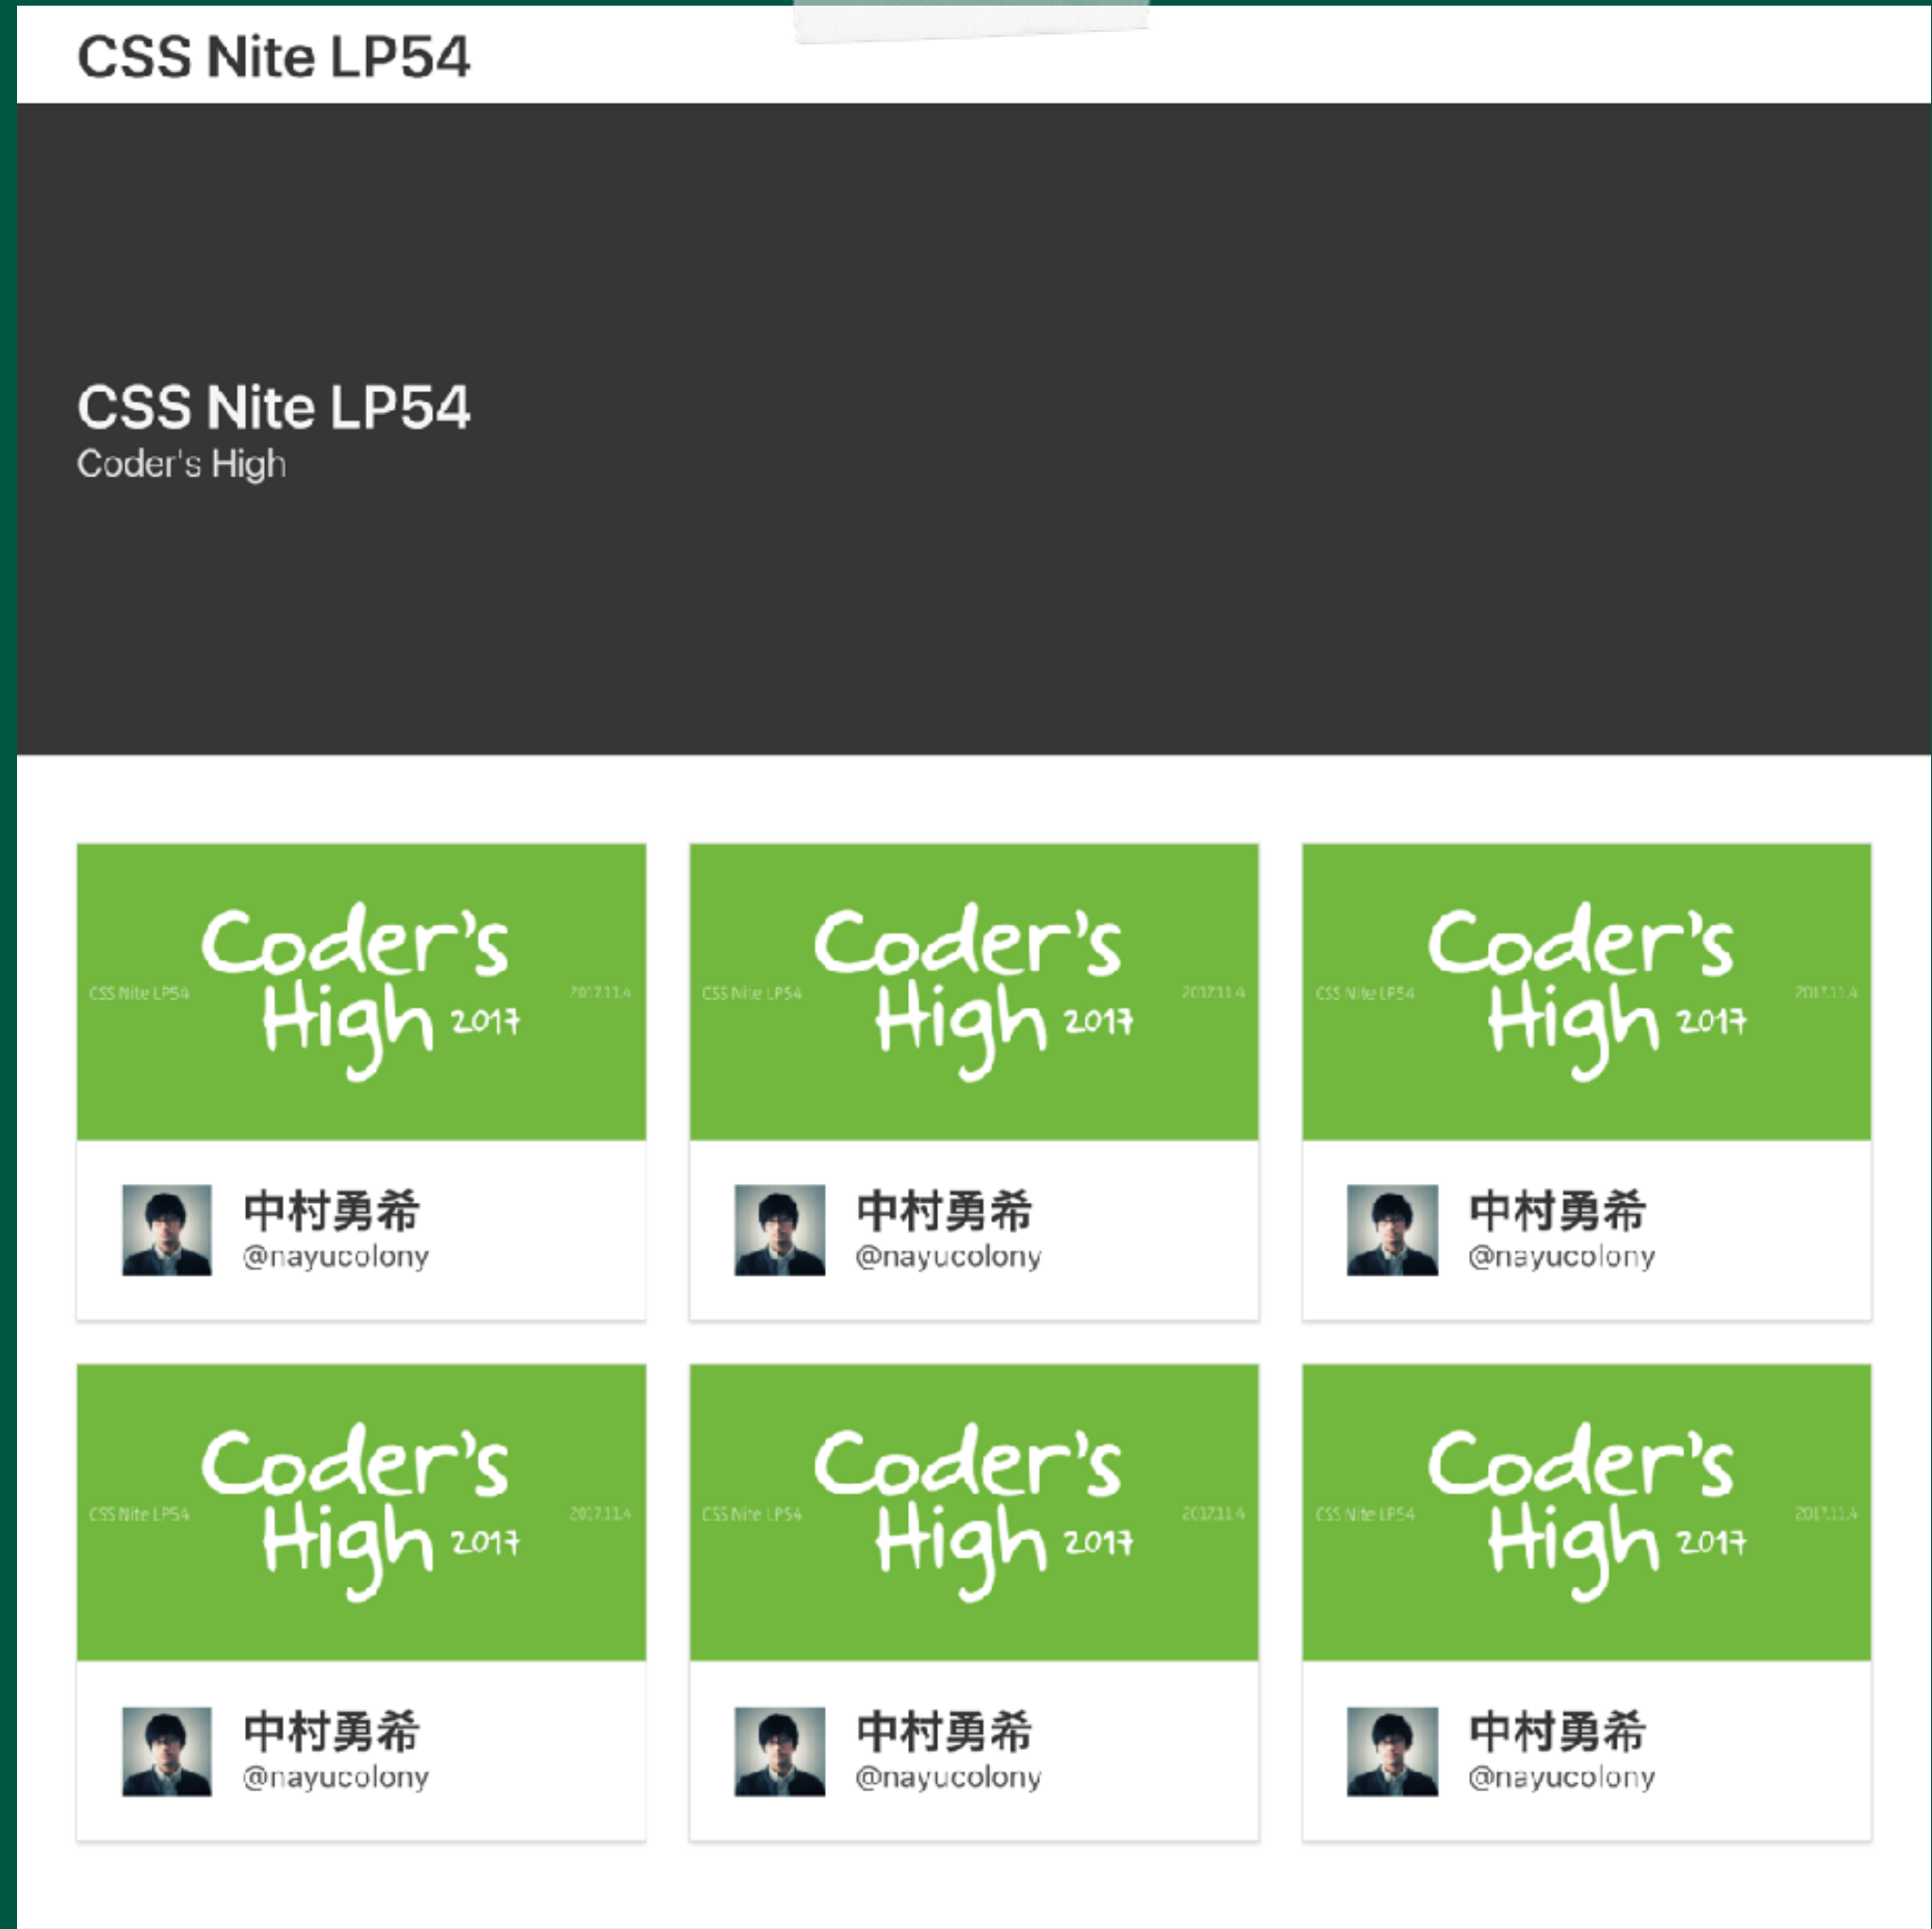 CSS Nite LP54
CSS Nite LP54
Coder's High
Coder's
CSS Nite LP54
2017.11.4
High 2017
Coder's
CSS Nite LP54
2017.11.4
High 2017
Coder's
CSS Nite LP54
2017.11.4
High 2017
中村勇希
@nayucolony
中村勇希
@nayucolony
中村勇希
@nayucolony
Coder's
CSS Nite LP54
2017.11.4
High 2017
Coder's
CSS Nite LP54
2017.11.4
High 2017
Coder's
CSS Nite LP54
2017.11.4
High 2017
中村勇希
@nayucolony
中村勇希
@nayucolony
中村勇希
@nayucolony